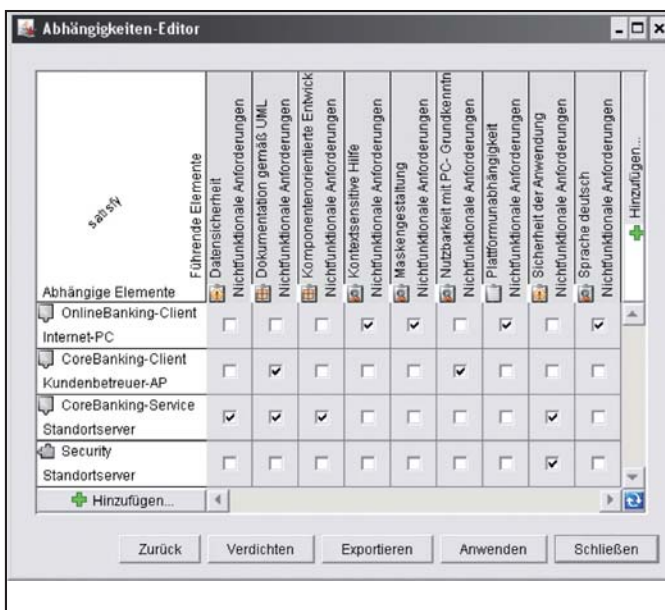 Abhängigkeiten-Editor
satisfy
Führende Elemente
Abhängige Elemente
Datensicherheit
Nichtfunktionale Anforderungen
Dokumentation gemäß UML
Nichtfunktionale Anforderungen
Komponentenorientierte Entwick
Nichtfunktionale Anforderungen
Kontextsensitive Hilfe
Nichtfunktionale Anforderungen
Maskengestaltung
Nichtfunktionale Anforderungen
Nutzbarkeit mit PC- Grundkenntn
Nichtfunktionale Anforderungen
Plattformunabhängigkeit
Nichtfunktionale Anforderungen
Sicherheit der Anwendung
Nichtfunktionale Anforderungen
Sprache deutsch
Nichtfunktionale Anforderungen
Hinzufügen...
OnlineBanking-Client
Internet-PC
CoreBanking-Client
Kundenbetreuer-AP
CoreBanking-Service
Standortserver
Security
Standortserver
Hinzufügen...
Zurück
Verdichten
Exportieren
Anwenden
Schließen